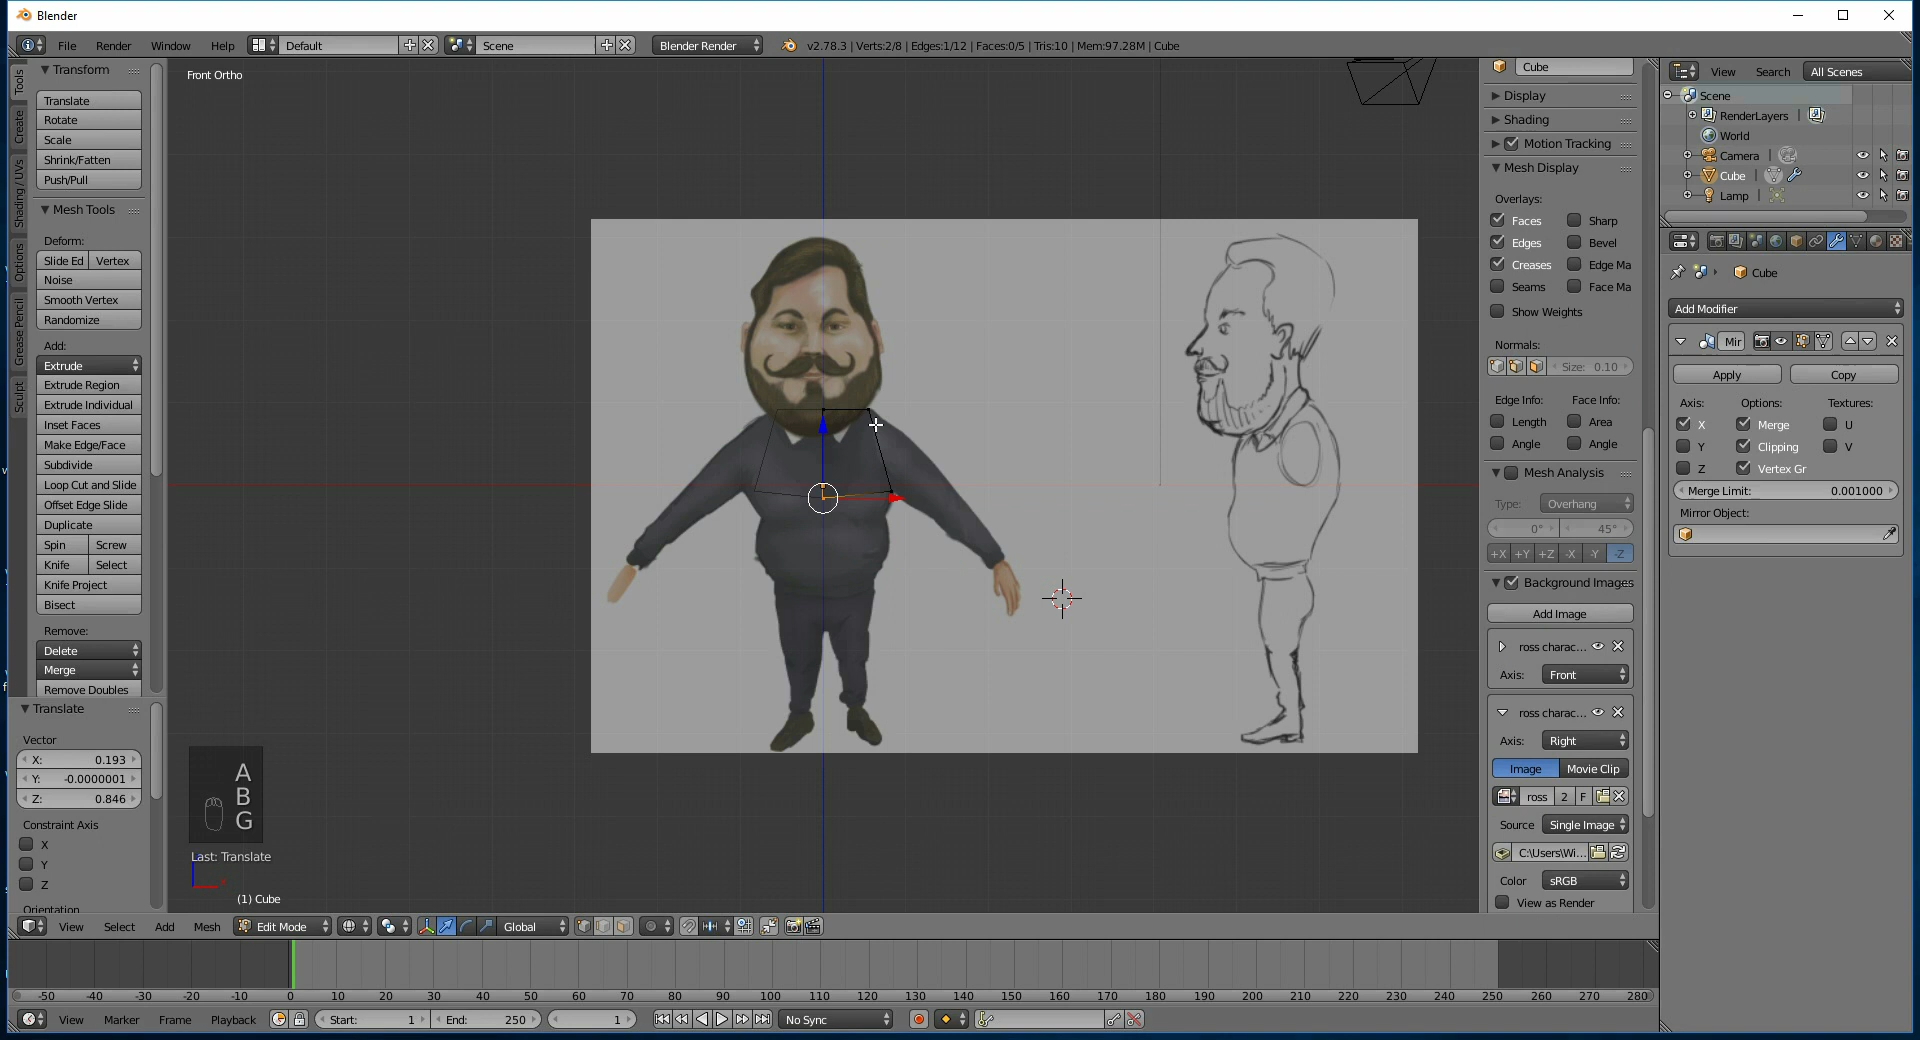 Blender
File Render Window Help Default Scene Blender Render v2.78.3 | Verts:2/8 | Edges:1/12 | Faces:0/5 | Tris:10 | Mem:97.28M | Cube
Tools
Create
Shading / UVs
Options
Grease Pencil
Sculpt
Transform
Translate
Rotate
Scale
Shrink/Fatten
Push/Pull
Mesh Tools
Deform:
Slide Ed Vertex
Noise
Smooth Vertex
Randomize
Add:
Extrude
Extrude Region
Extrude Individual
Inset Faces
Make Edge/Face
Subdivide
Loop Cut and Slide
Offset Edge Slide
Duplicate
Spin Screw
Knife Select
Knife Project
Bisect
Remove:
Delete
Merge
Remove Doubles
Translate
Vector
X: 0.193
Y: -0.0000001
Z: 0.846
Constraint Axis
X
Y
Z
Orientation
Front Ortho
A
B
G
Last: Translate
(1) Cube
Cube
Display
Shading
Motion Tracking
Mesh Display
Overlays:
Faces Sharp
Edges Bevel
Creases Edge Ma
Seams Face Ma
Show Weights
Normals:
Size: 0.10
Edge Info: Face Info:
Length Area
Angle Angle
Mesh Analysis
Type: Overhang
0° 45°
+X +Y +Z -X -Y -Z
Background Images
Add Image
ross charac...
Axis: Front
ross charac...
Axis: Right
Image Movie Clip
ross 2 F
Source Single Image
C:\Users\Wi...
Color sRGB
View as Render
View Search All Scenes
Scene
RenderLayers |
World
Camera |
Cube |
Lamp |
Cube
Add Modifier
Mir
Apply Copy
Axis: Options: Textures:
X Merge U
Y Clipping V
Z Vertex Gr
Merge Limit: 0.001000
Mirror Object:
View Select Add Mesh Edit Mode Global
-50 -40 -30 -20 -10 0 10 20 30 40 50 60 70 80 90 100 110 120 130 140 150 160 170 180 190 200 210 220 230 240 250 260 270 280
View Marker Frame Playback Start: 1 End: 250 1 No Sync